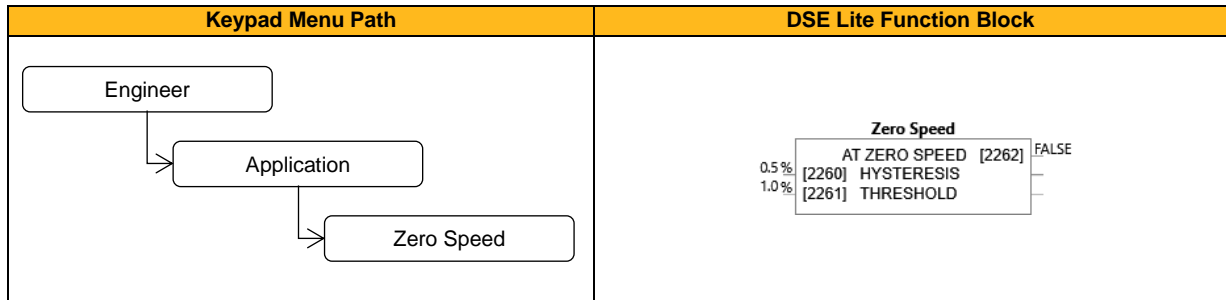 Keypad Menu Path
DSE Lite Function Block
Engineer
Application
Zero Speed
Zero Speed
AT ZERO SPEED [2262] FALSE
0.5 % [2260] HYSTERESIS
1.0 % [2261] THRESHOLD